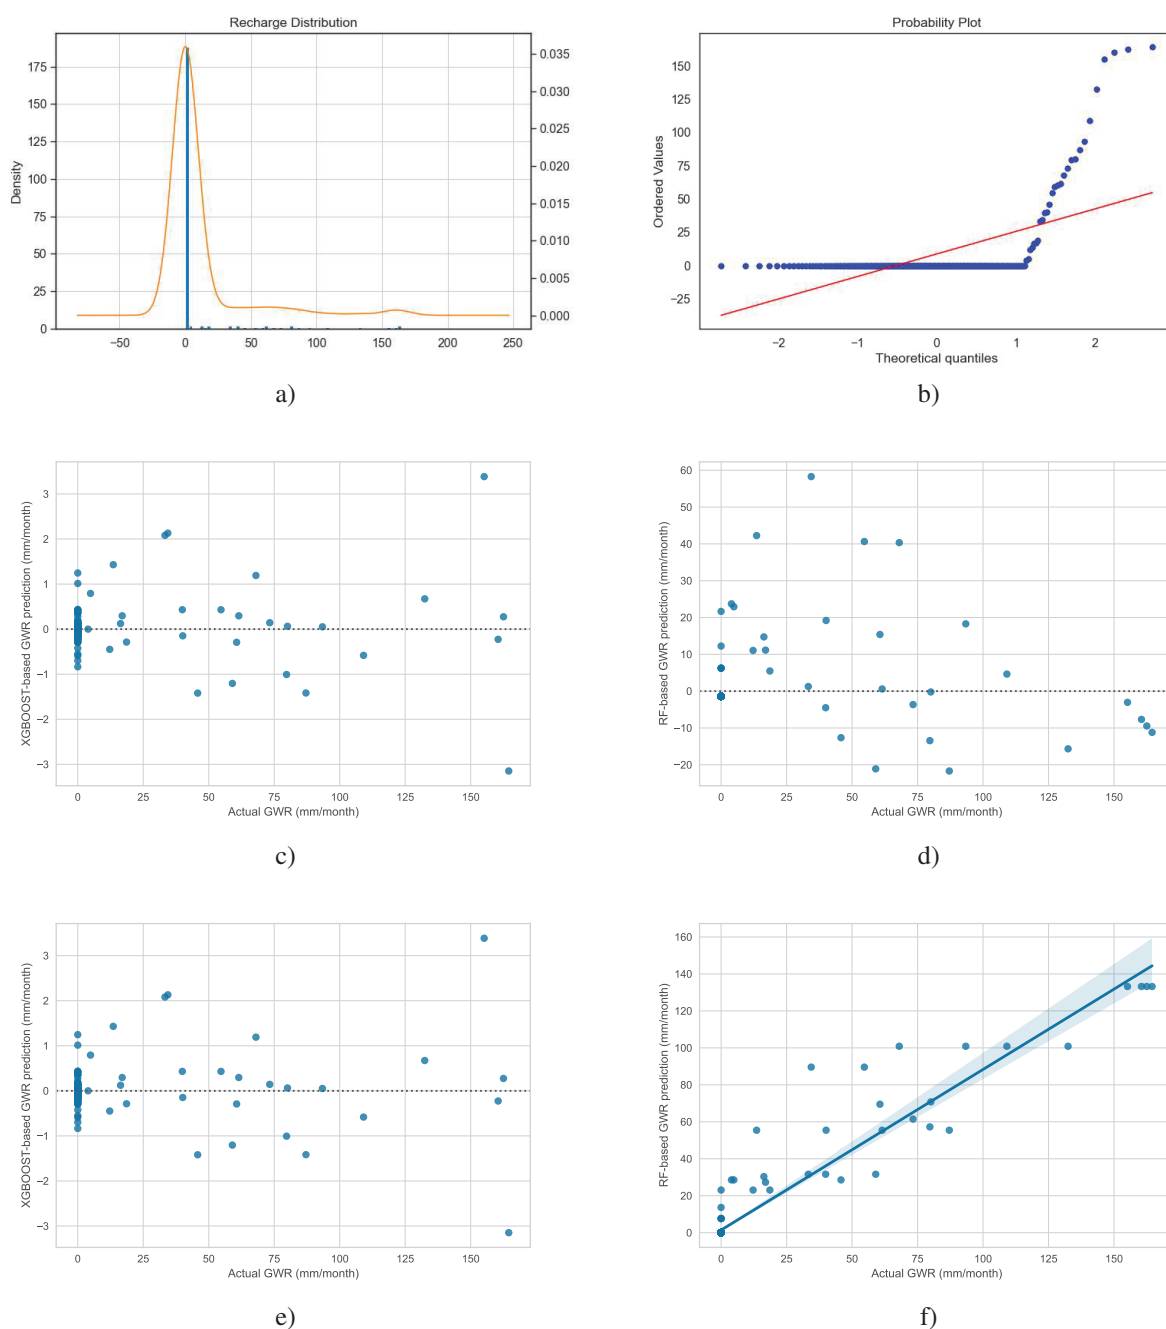 Recharge Distribution
Density
175
150
125
100
75
50
25
0
0.035
0.030
0.025
0.020
0.015
0.010
0.005
0.000
−50 0 50 100 150 200 250
a)
Probability Plot
Ordered Values
150
125
100
75
50
25
0
−25
−2 −1 0 1 2
Theoretical quantiles
b)
XGBOOST-based GWR prediction (mm/month)
3
2
1
0
−1
−2
−3
0 25 50 75 100 125 150
Actual GWR (mm/month)
c)
RF-based GWR prediction (mm/month)
60
50
40
30
20
10
0
−10
−20
0 25 50 75 100 125 150
Actual GWR (mm/month)
d)
XGBOOST-based GWR prediction (mm/month)
3
2
1
0
−1
−2
−3
0 25 50 75 100 125 150
Actual GWR (mm/month)
e)
RF-based GWR prediction (mm/month)
160
140
120
100
80
60
40
20
0
0 25 50 75 100 125 150
Actual GWR (mm/month)
f)